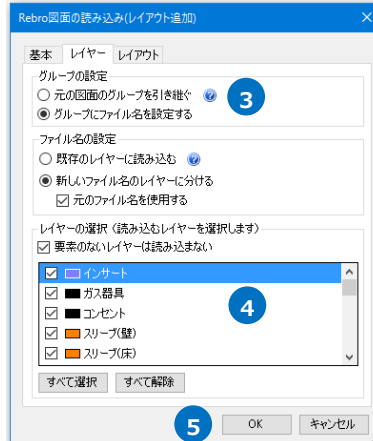 Rebro図面の読み込み(レイアウト追加)
基本 レイヤー レイアウト
グループの設定
元の図面のグループを引き継ぐ
グループにファイル名を設定する
3
ファイル名の設定
既存のレイヤーに読み込む
新しいファイル名のレイヤーに分ける
元のファイル名を使用する
レイヤーの選択 (読み込むレイヤーを選択します)
要素のないレイヤーは読み込まない
インサート
ガス器具
コンセント
スリーブ(壁)
スリーブ(床)
4
すべて選択 すべて解除
5 OK キャンセル